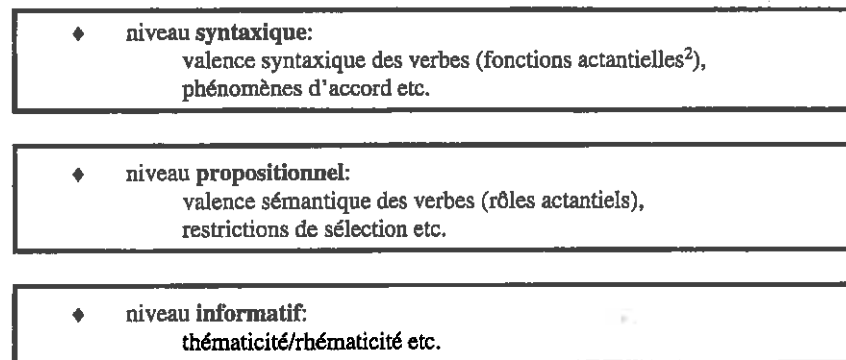 ♦ niveau syntaxique:
valence syntaxique des verbes (fonctions actantielles²),
phénomènes d'accord etc.
♦ niveau propositionnel:
valence sémantique des verbes (rôles actantiels),
restrictions de sélection etc.
♦ niveau informatif:
thématicité/rhématicité etc.